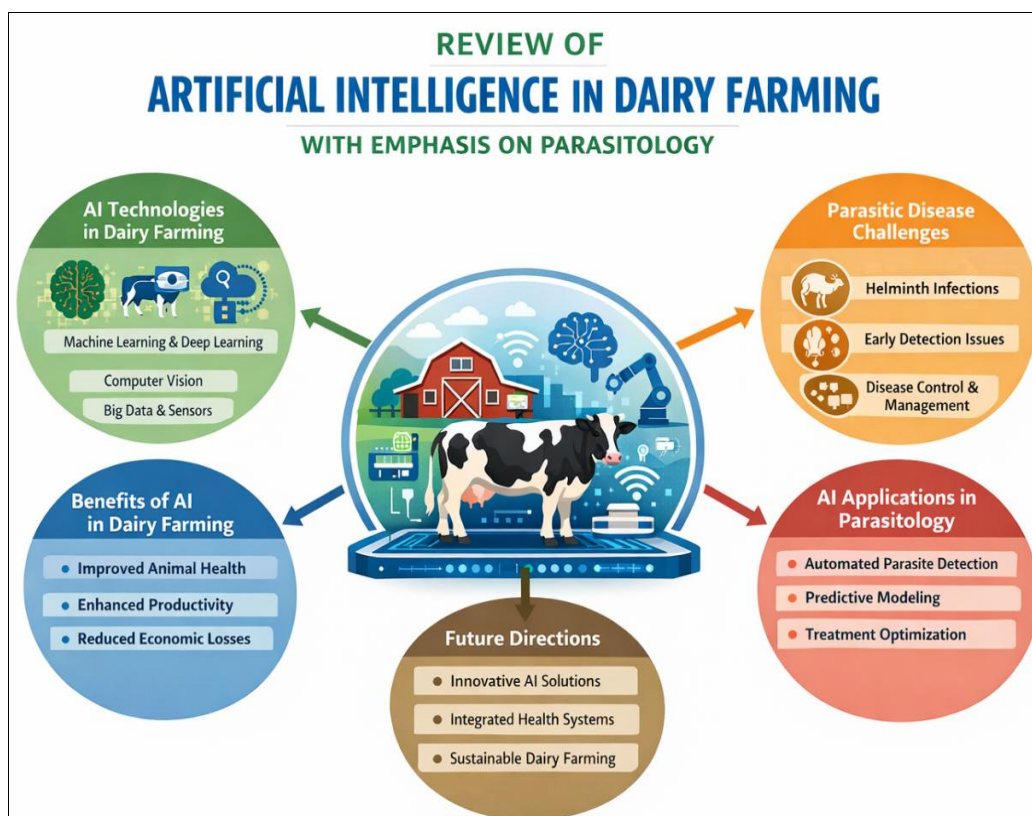 REVIEW OF
ARTIFICIAL INTELLIGENCE IN DAIRY FARMING
WITH EMPHASIS ON PARASITOLOGY
AI Technologies
in Dairy Farming
Machine Learning & Deep Learning
Computer Vision
Big Data & Sensors
Parasitic Disease
Challenges
Helminth Infections
Early Detection Issues
Disease Control &
Management
Benefits of AI
in Dairy Farming
Improved Animal Health
Enhanced Productivity
Reduced Economic Losses
AI Applications in
Parasitology
Automated Parasite Detection
Predictive Modeling
Treatment Optimization
Future Directions
Innovative AI Solutions
Integrated Health Systems
Sustainable Dairy Farming